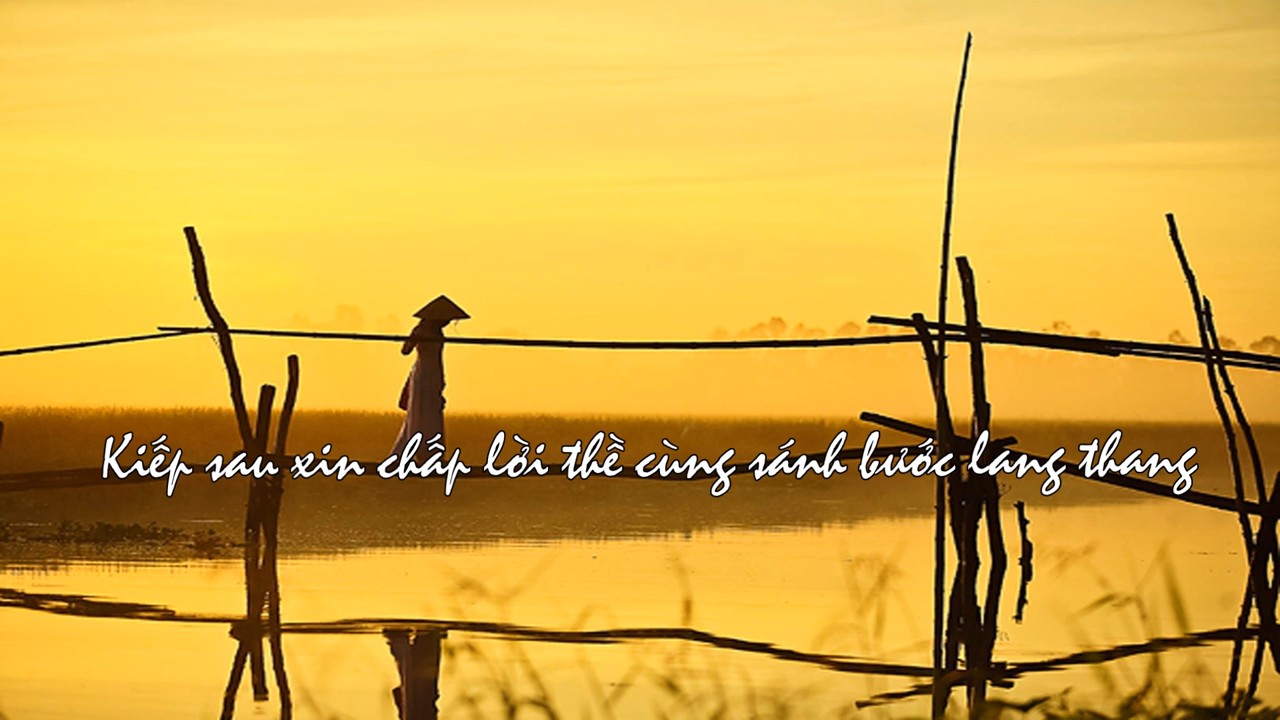 Kiếp sau xin chấp lời thề cùng sánh bước lang thang